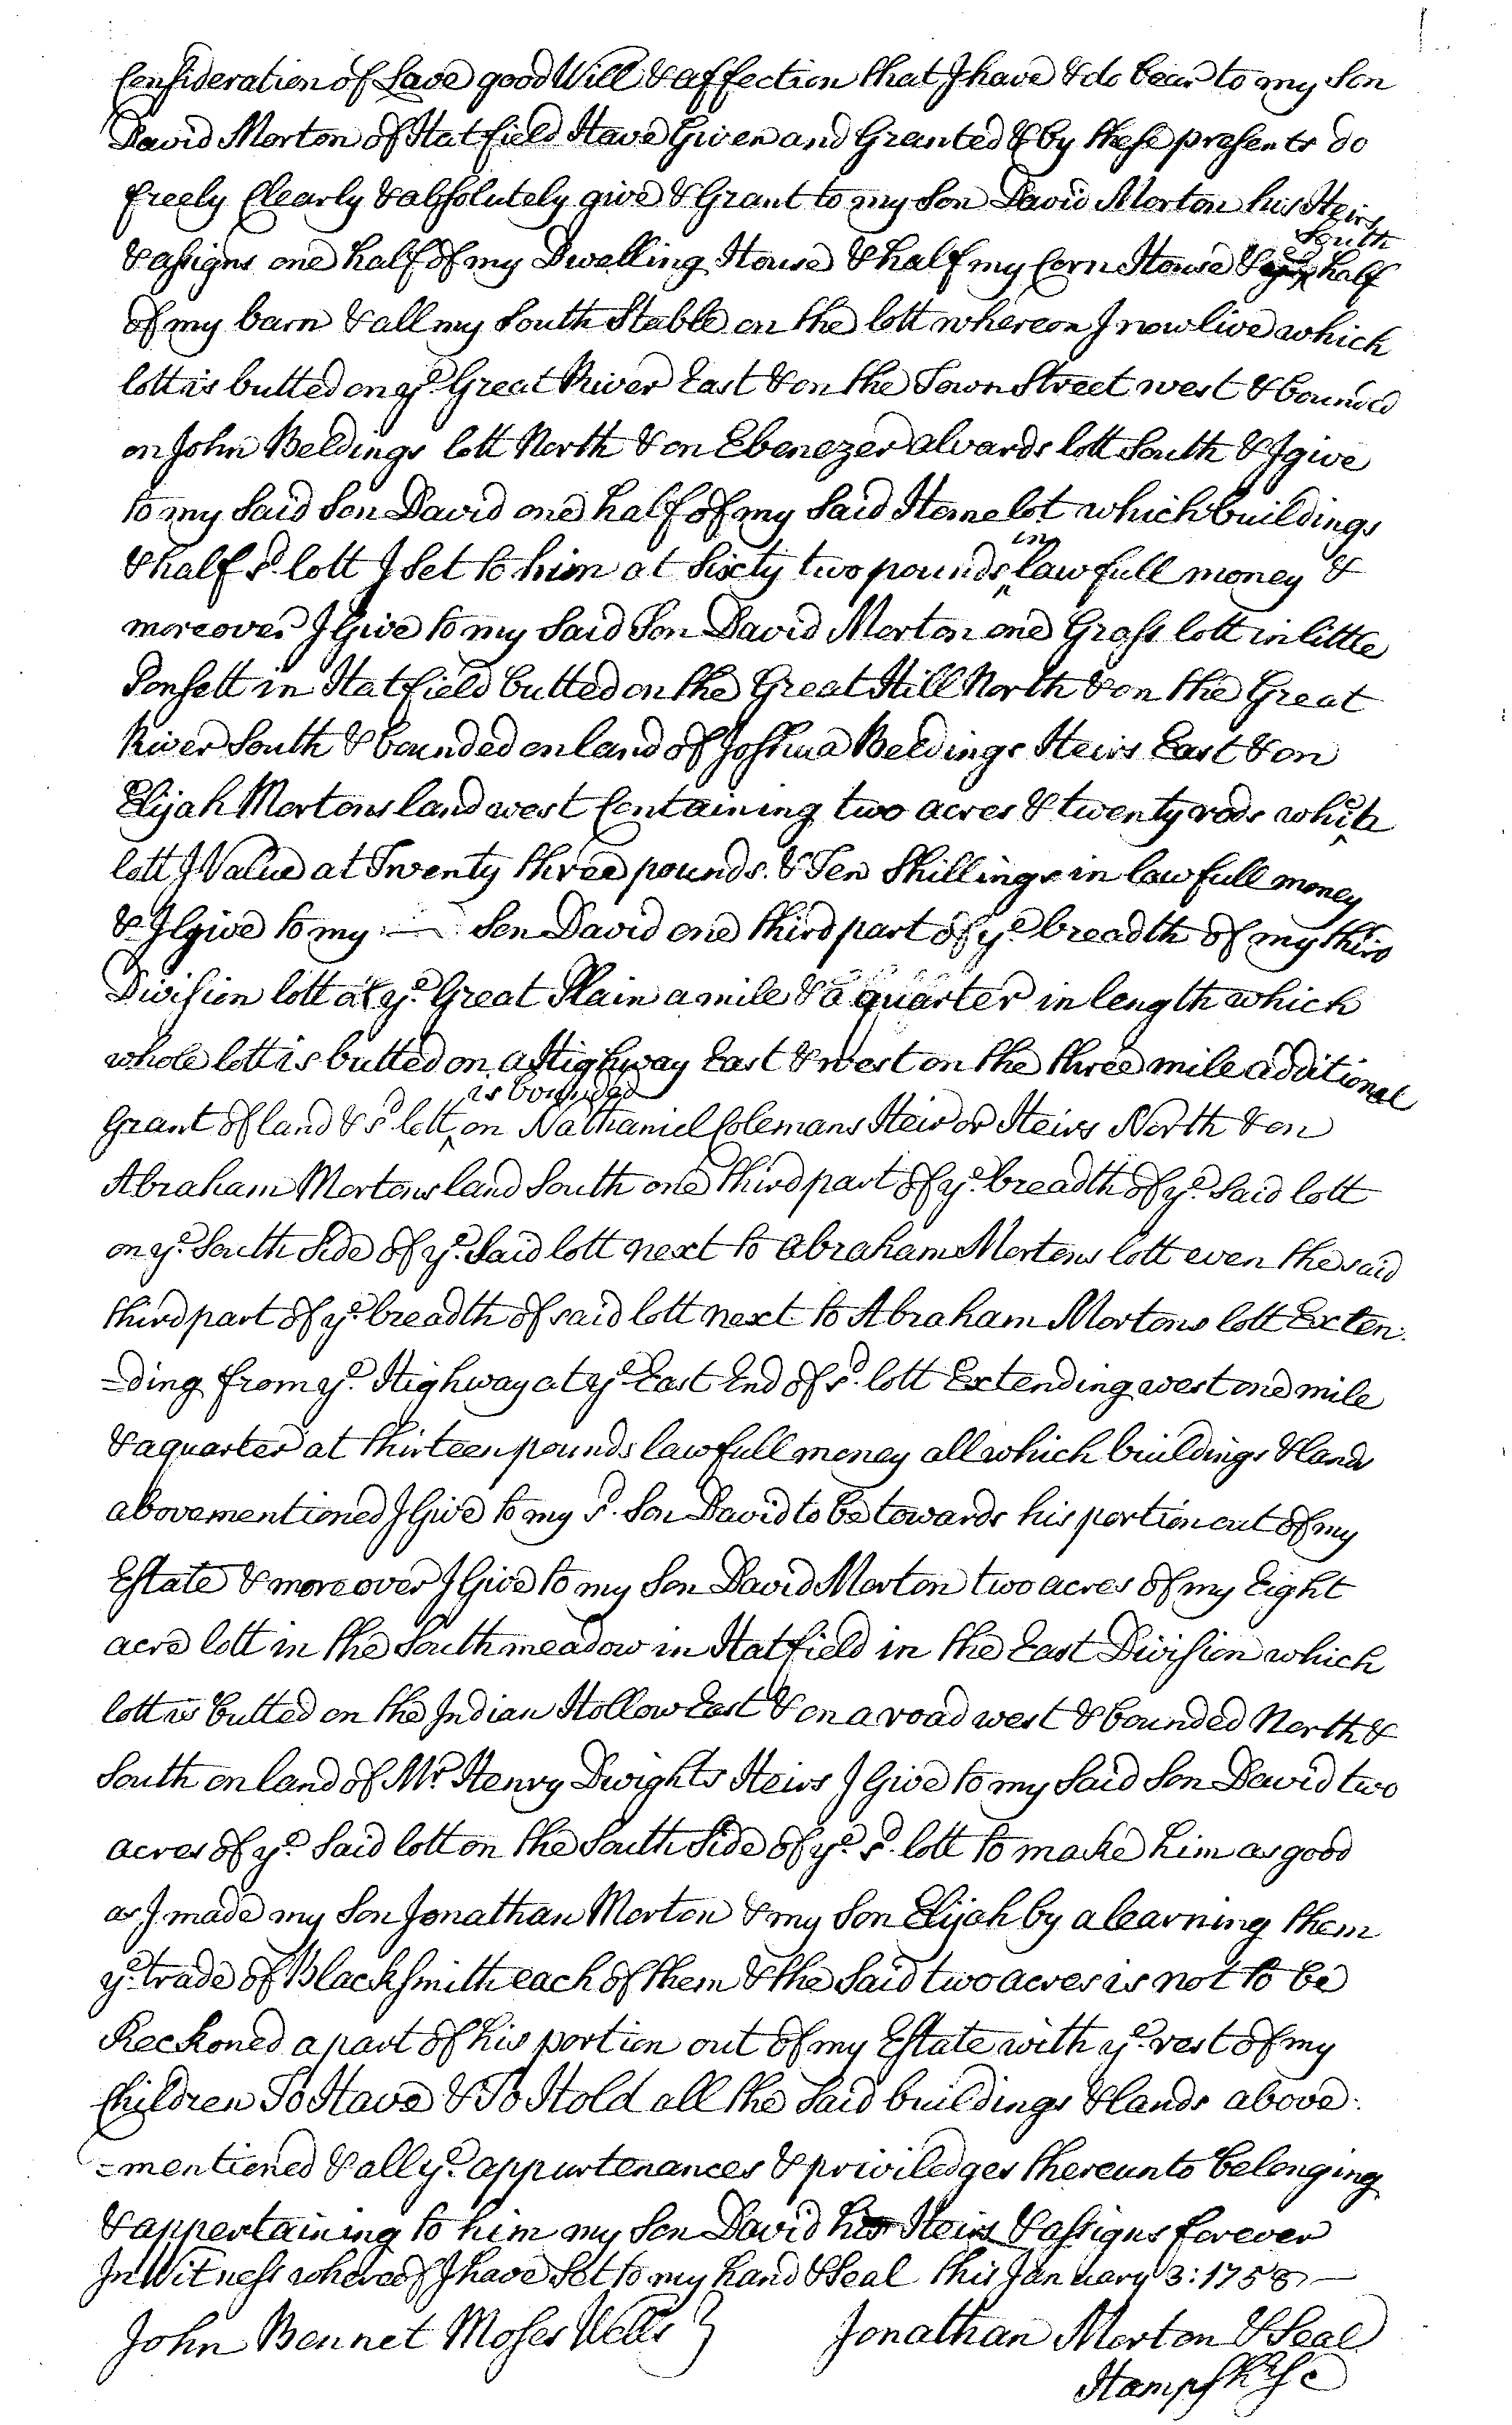 Consideration of Love good Will & affection that I have & do bear to my Son
David Morton of Hatfield Have Given and Granted & by these presents do
freely Clearly & absolutely give & Grant to my Son David Morton his Heirs
South
& assigns one half of my Dwelling House & half my Corn House & half
of my barn & all my South Stable on the lott whereon I now live which
lott is butted on ye. Great River East & on the Town Street west & bounded
on John Beldings lott North & on Ebenezer alvards lott South & I give
to my Said Son David one half of my Said Home lot which buildings
in
& half sd. lott I Set to him at Sixty two pounds ‸ lawfull money &
moreover I Give to my Said Son David Morton one Grass lott in little
Ponsett in Hatfield butted on the Great Hill North & on the Great
River South & bounded on land of Joshua Beldings Heirs East & on
Elijah Mortons land west Containing two acres & twenty rods which
lott I Value at Twenty three pounds. & Ten Shillings in lawfull money
& I give to my — Son David one third part of ye breadth of my third
Division lott at ye. Great Plain a mile & a quarter in length which
whole lott is butted on a Highway East & west on the three mile additional
is bounded
Grant of land & sd. lott ‸ on Nathaniel Colemans Heir or Heirs North & on
Abraham Mortons land South one third part of ye. breadth of ye. Said lott
on ye. South Side of ye. Said lott next to Abraham Mortons lott even the said
third part of ye. breadth of said lott next to Abraham Mortons lott Exten-
=ding from ye. Highway at ye East End of sd. lott Extending west one mile
& a quarter at thirteen pounds lawfull money all which buildings & lands
abovementioned I Give to my sd. Son David to be towards his portion out of my
Estate & moreover I Give to my Son David Morton two acres of my Eight
acre lott in the South meadow in Hatfield in the East Division which
lott is butted on the Indian Hollow East & on a road west & bounded North &
South on land of Mr. Henry Dwights Heirs I Give to my Said Son David two
acres of ye Said lott on the South Side of ye. sd. lott to make him as good
as I made my Son Jonathan Morton & my Son Elijah by a learning them
ye. trade of Blacksmith each of them & the Said two acres is not to be
Reckoned a part of his portion out of my Estate with ye. rest of my
Children To Have & To Hold all the Said buildings & lands above-
=mentioned & all ye. appurtenances & priviledges thereunto belonging
& appertaining to him my Son David his Heirs & assigns forever
In Witness whereof I have Set to my hand & Seal this January 3: 1758 —
John Bennet Moses Wells } Jonathan Morton & Seal
Hampsh